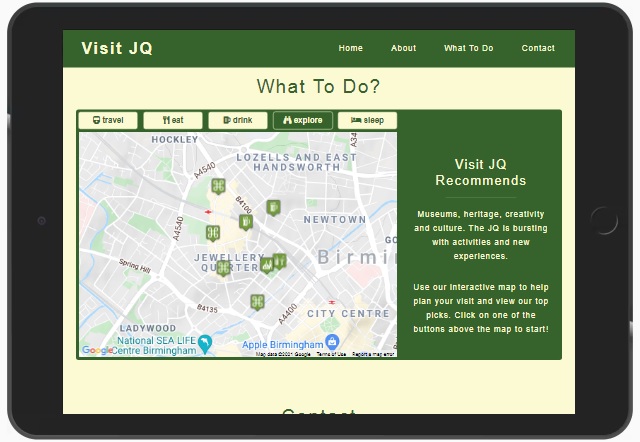 Visit JQ
Home About What To Do? Contact
What To Do?
travel eat drink explore sleep
HOCKLEY
A34
LOZELLS AND EAST
HANDSWORTH
A4540
B4100
A4540
NEWTOWN
GO
JEWELLERY
QUARTER
Birmi
Spring Hill
B4135
A4400
CITY CENTRE
LADYWOOD
National SEA LIFE
Centre Birmingham
Apple Birmingham
Google
Map data ©2021 Google Terms of Use Report a map error
Visit JQ
Recommends
Museums, heritage, creativity
and culture. The JQ is bursting
with activities and new
experiences.
Use our interactive map to help
plan your visit and view our top
picks. Click on one of the
buttons above the map to start!